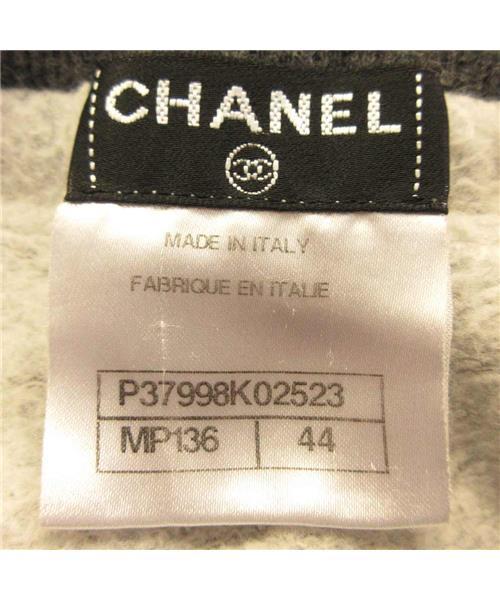 CHANEL
MADE IN ITALY
FABRIQUE EN ITALIE
P37998K02523
MP136 44